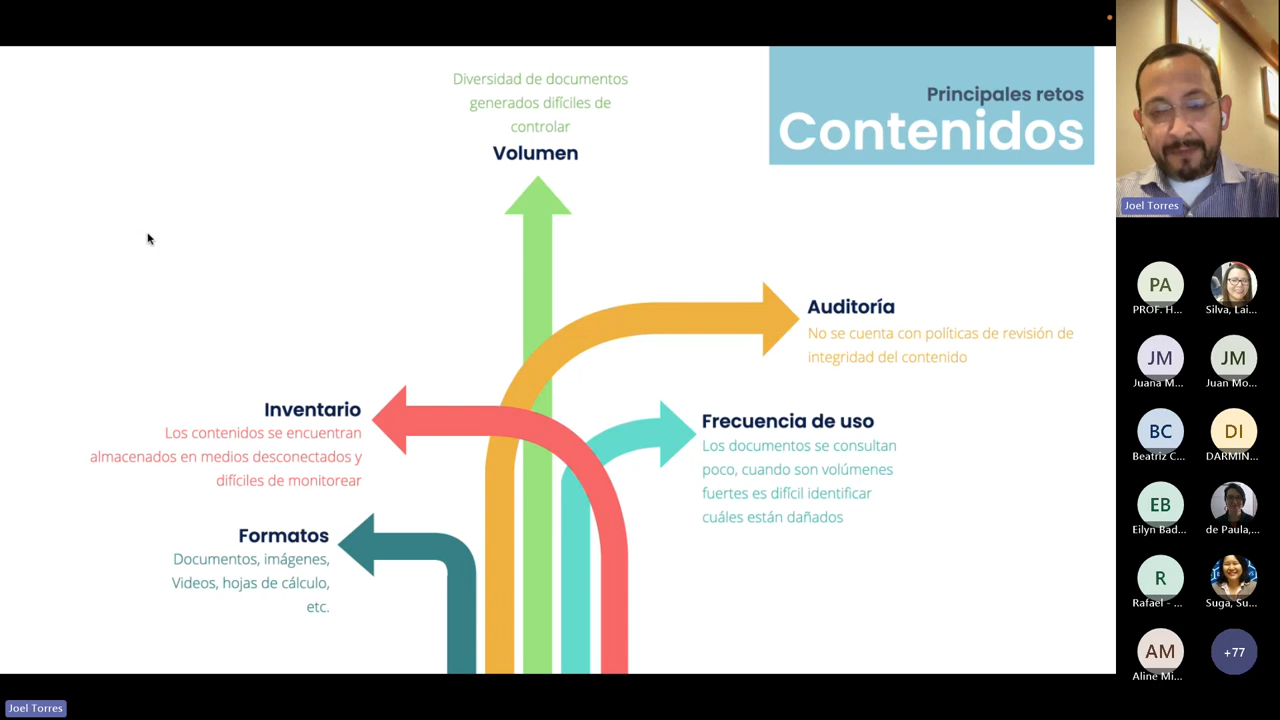 Diversidad de documentos
generados difíciles de
controlar
Volumen
Principales retos
Contenidos
Auditoría
No se cuenta con políticas de revisión de
integridad del contenido
Inventario
Los contenidos se encuentran
almacenados en medios desconectados y
difíciles de monitorear
Frecuencia de uso
Los documentos se consultan
poco, cuando son volúmenes
fuertes es difícil identificar
cuáles están dañados
Formatos
Documentos, imágenes,
Videos, hojas de cálculo,
etc.
Joel Torres
PA
PROF. H...
Silva, Lai...
JM
Juana M...
JM
Juan Mo...
BC
Beatriz C...
DI
DARMIN...
EB
Eilyn Bad...
de Paula,...
R
Rafael - ...
Suga, Su...
AM
Aline Mi...
+77
Joel Torres